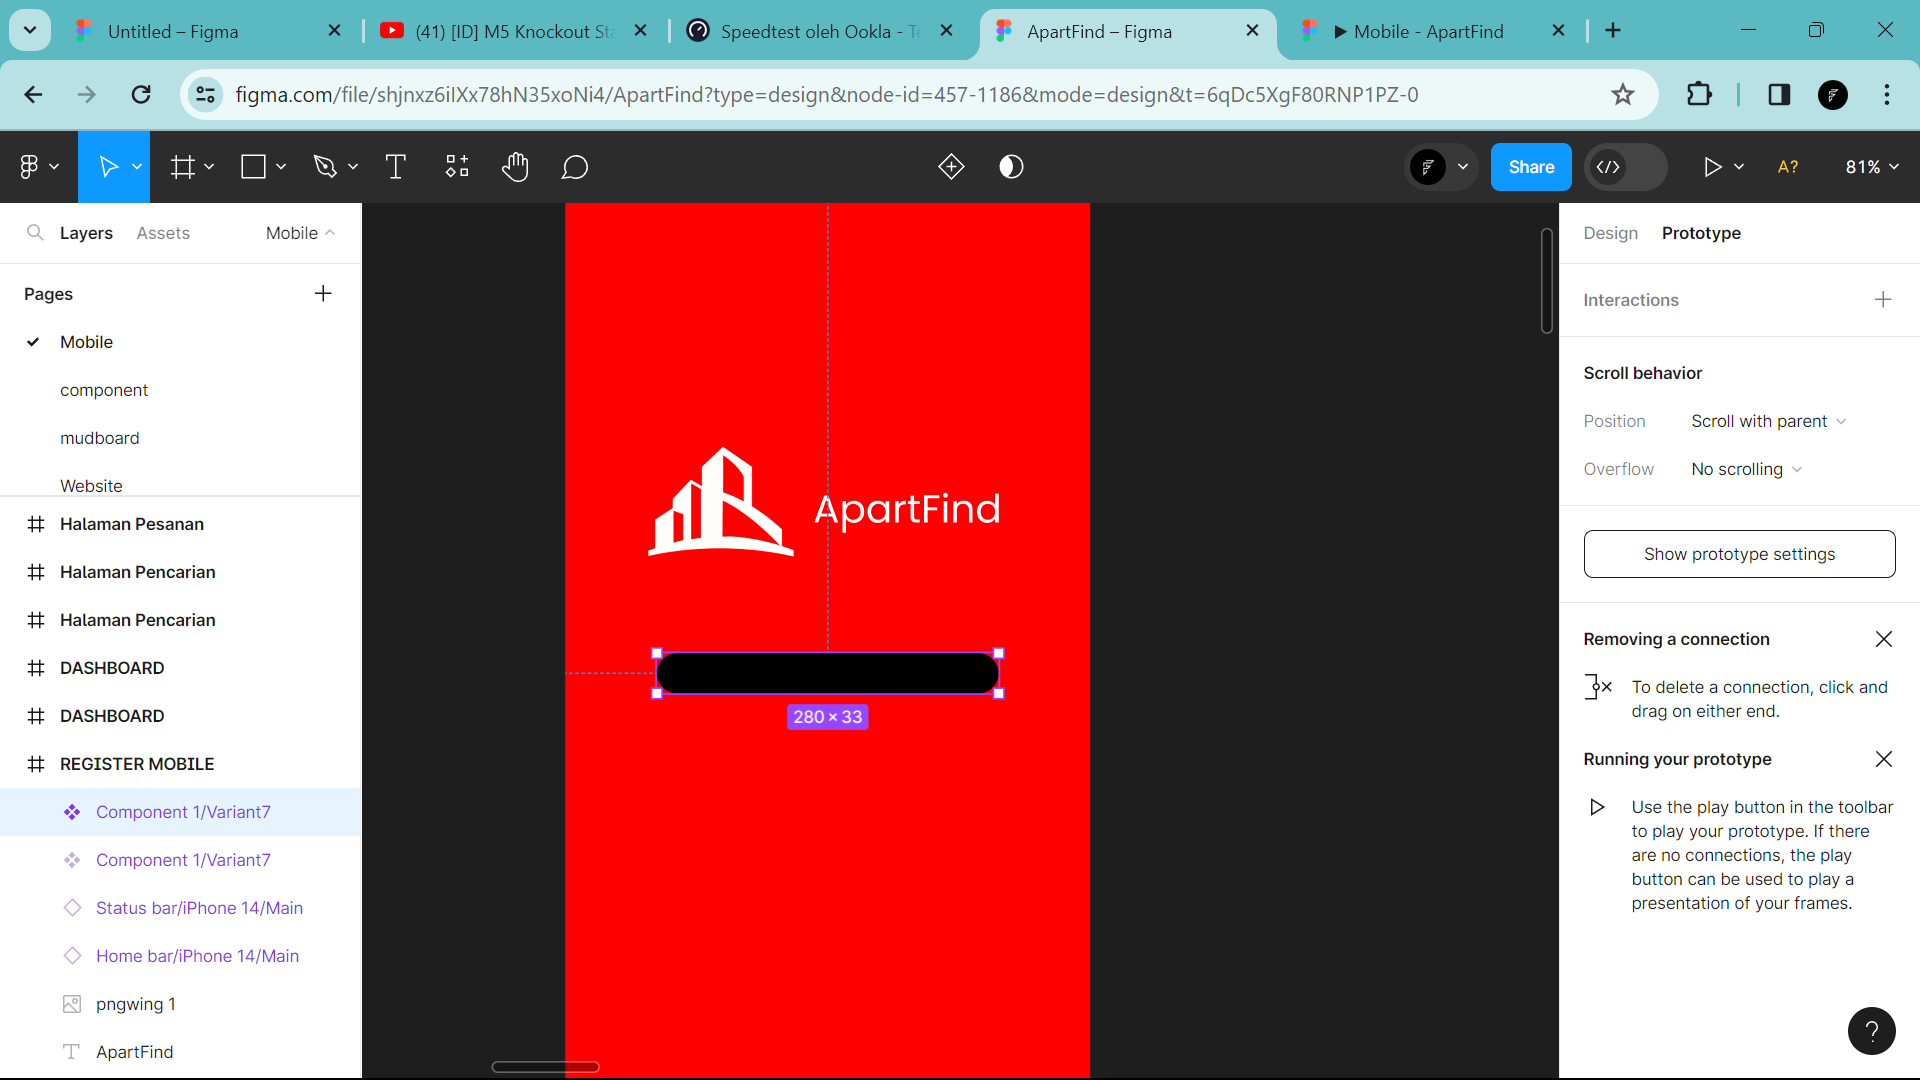 Untitled – Figma
(41) [ID] M5 Knockout Sta
Speedtest oleh Ookla - Te
ApartFind – Figma
▶ Mobile - ApartFind
figma.com/file/shjnxz6iIXx78hN35xoNi4/ApartFind?type=design&node-id=457-1186&mode=design&t=6qDc5XgF80RNP1PZ-0
Share
A?
81%
Layers
Assets
Mobile
Pages
Mobile
component
mudboard
Website
Halaman Pesanan
Halaman Pencarian
Halaman Pencarian
DASHBOARD
DASHBOARD
REGISTER MOBILE
Component 1/Variant7
Component 1/Variant7
Status bar/iPhone 14/Main
Home bar/iPhone 14/Main
pngwing 1
ApartFind
ApartFind
280 × 33
Design
Prototype
Interactions
Scroll behavior
Position
Scroll with parent
Overflow
No scrolling
Show prototype settings
Removing a connection
To delete a connection, click and
drag on either end.
Running your prototype
Use the play button in the toolbar
to play your prototype. If there
are no connections, the play
button can be used to play a
presentation of your frames.
?